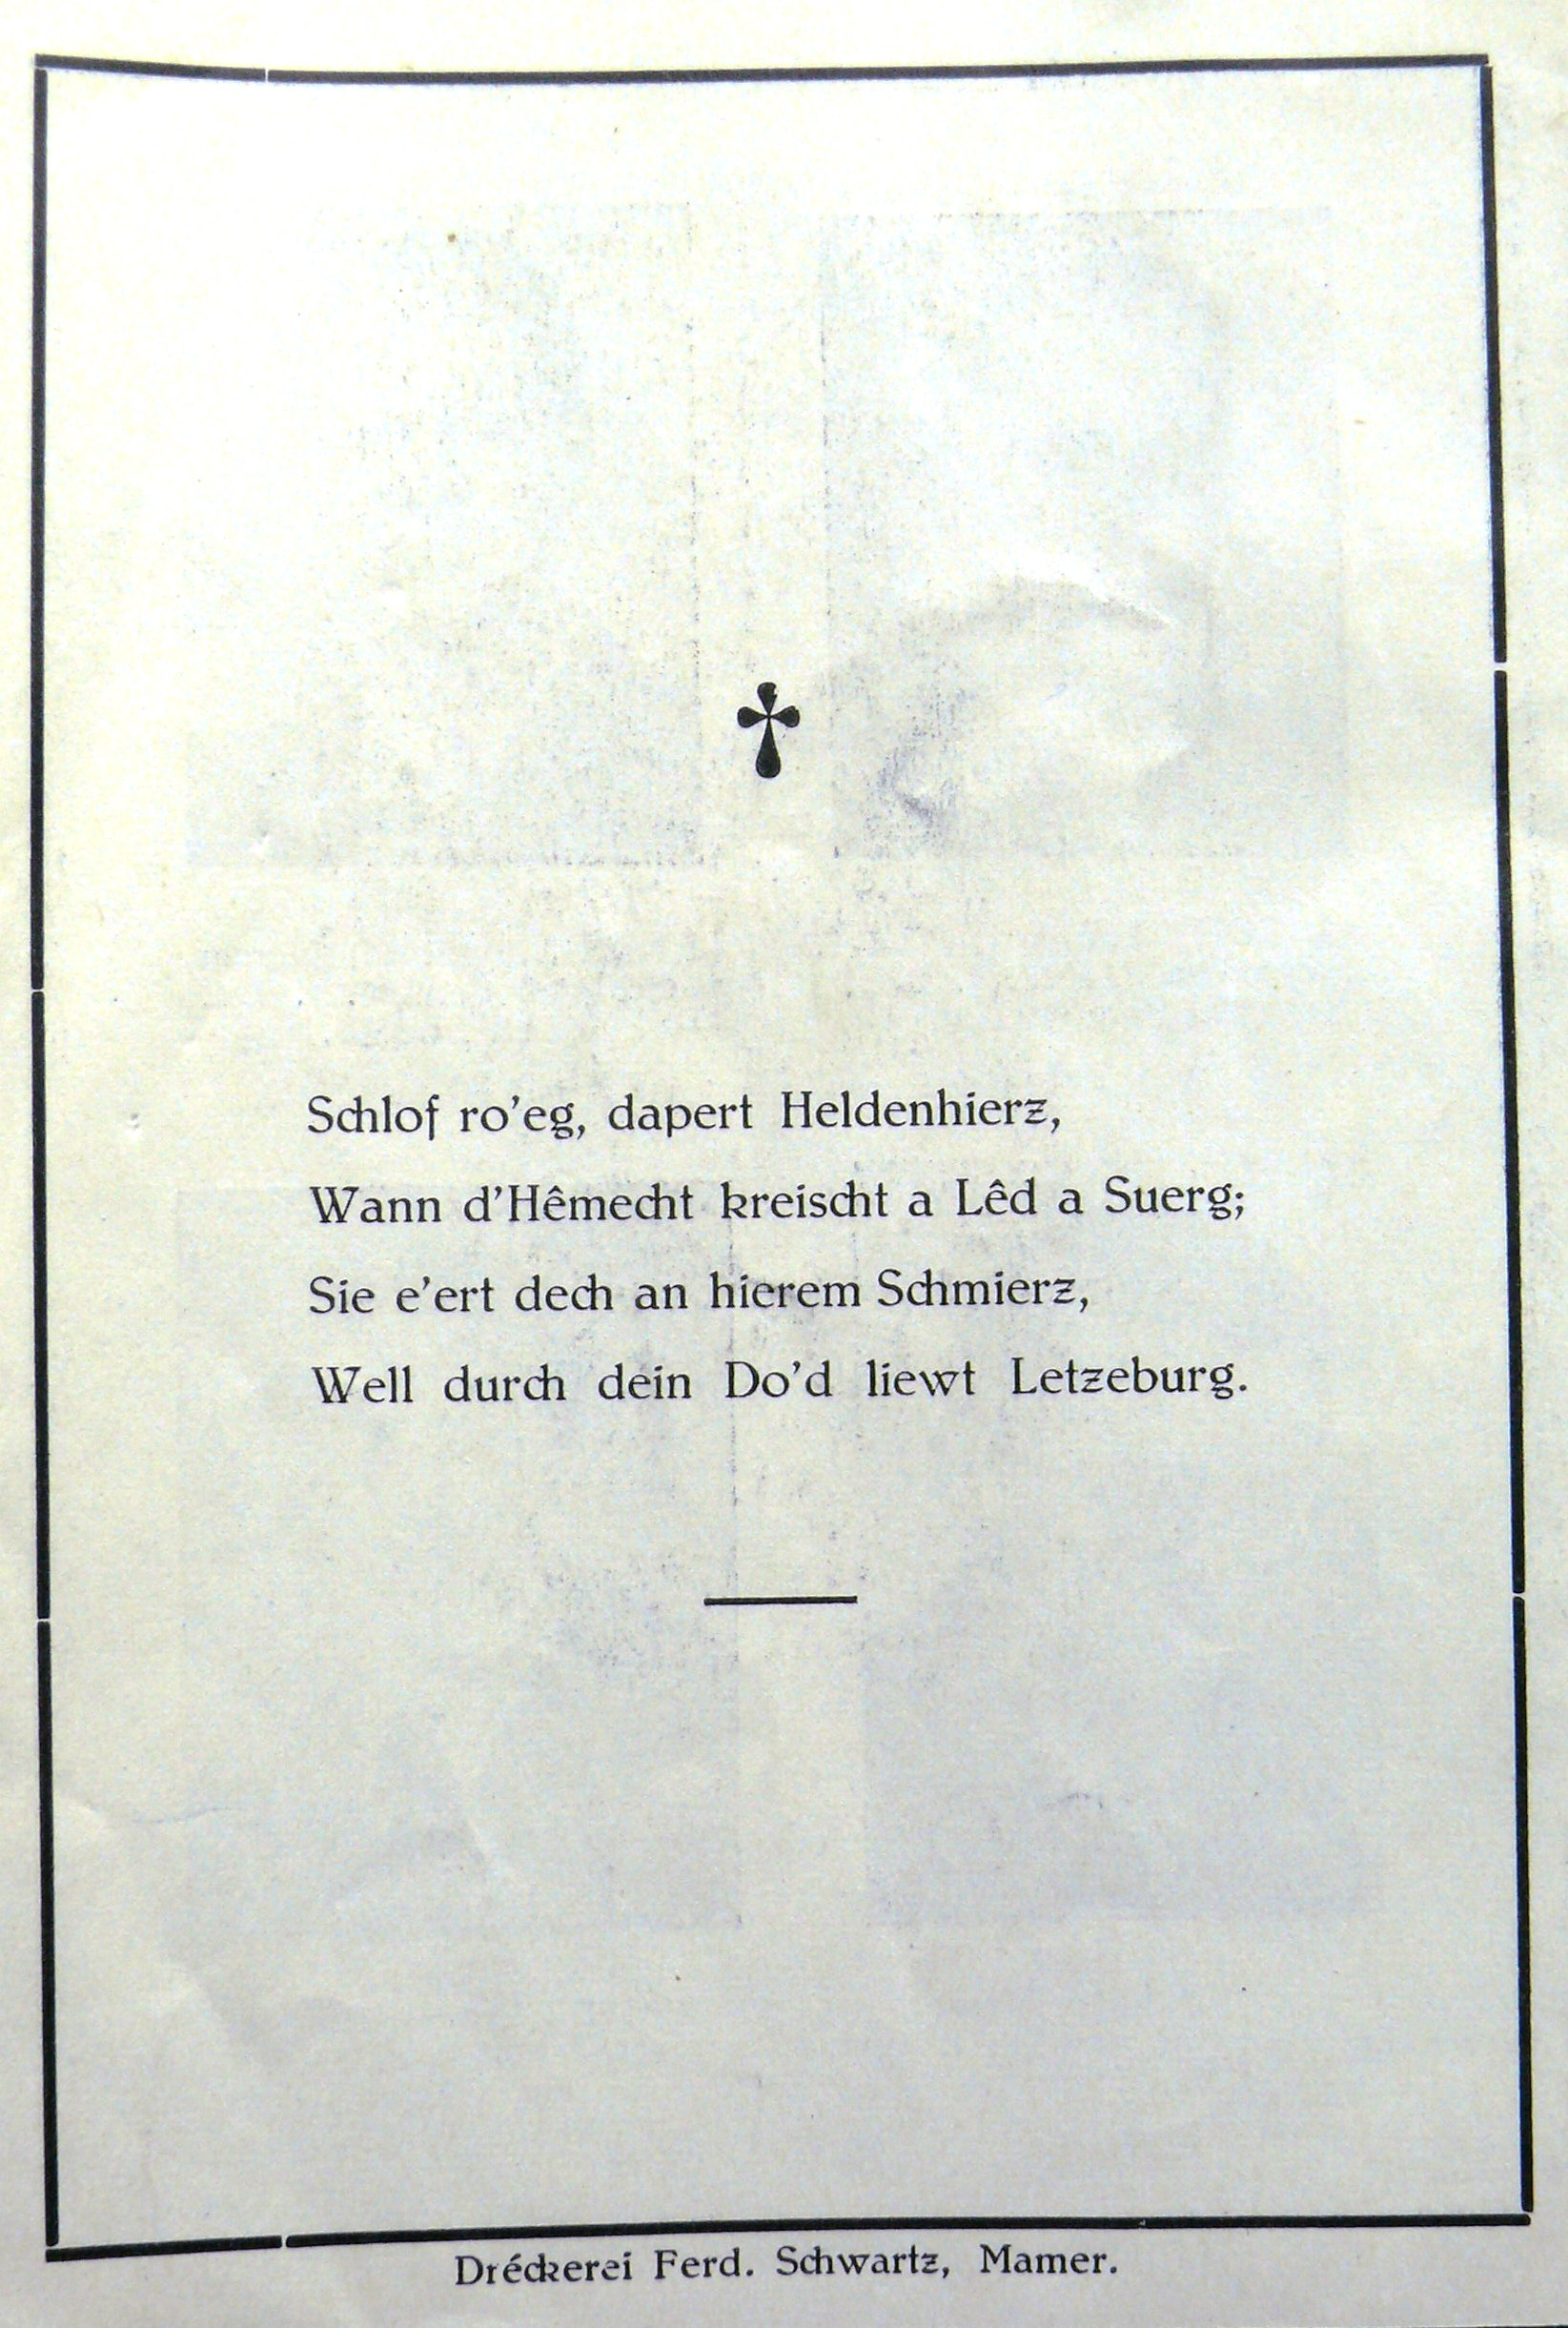 Schlof ro'eg, dapert Heldenhierz,
Wann d'Hêmecht kreischt a Lêd a Suerg;
Sie e'ert dech an hierem Schmierz,
Well durch dein Do'd liewt Letzeburg.
Dréckerei Ferd. Schwartz, Mamer.